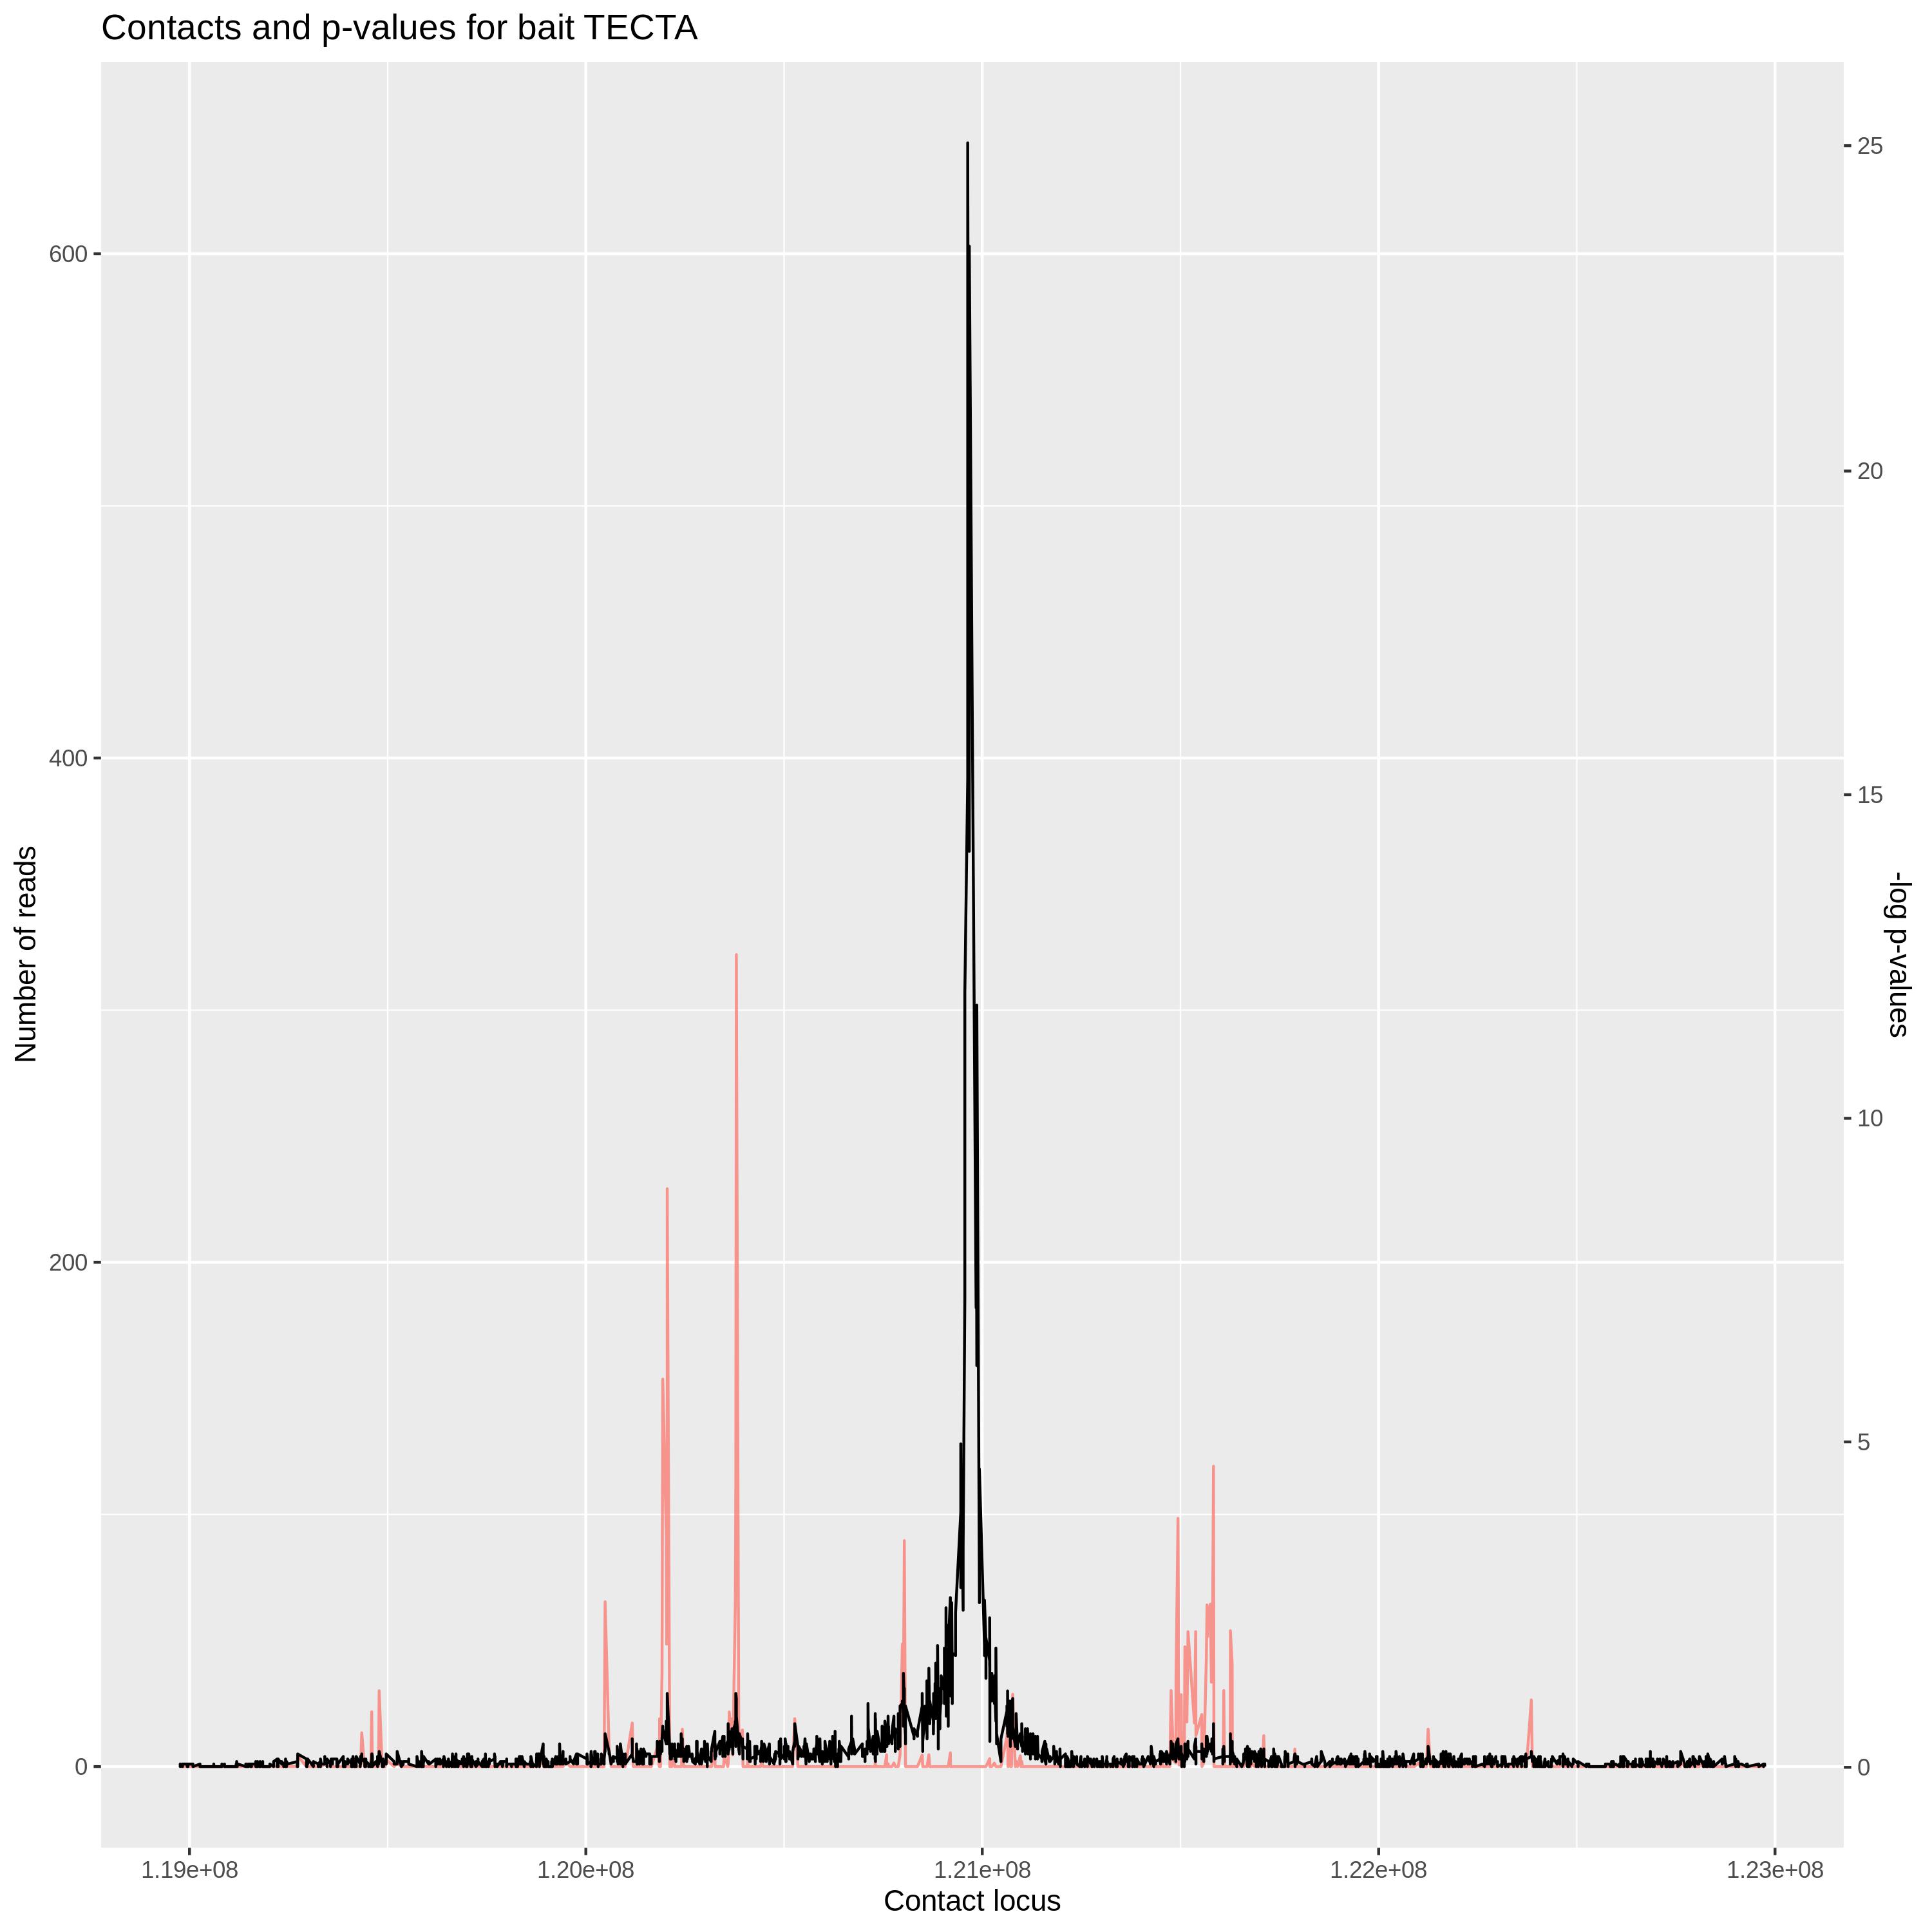 Contacts and p-values for bait TECTA
25
600
20
400
15
Number of reads
-log p-values
10
200
5
0
0
1.19e+08 1.20e+08 1.21e+08 1.22e+08 1.23e+08
Contact locus